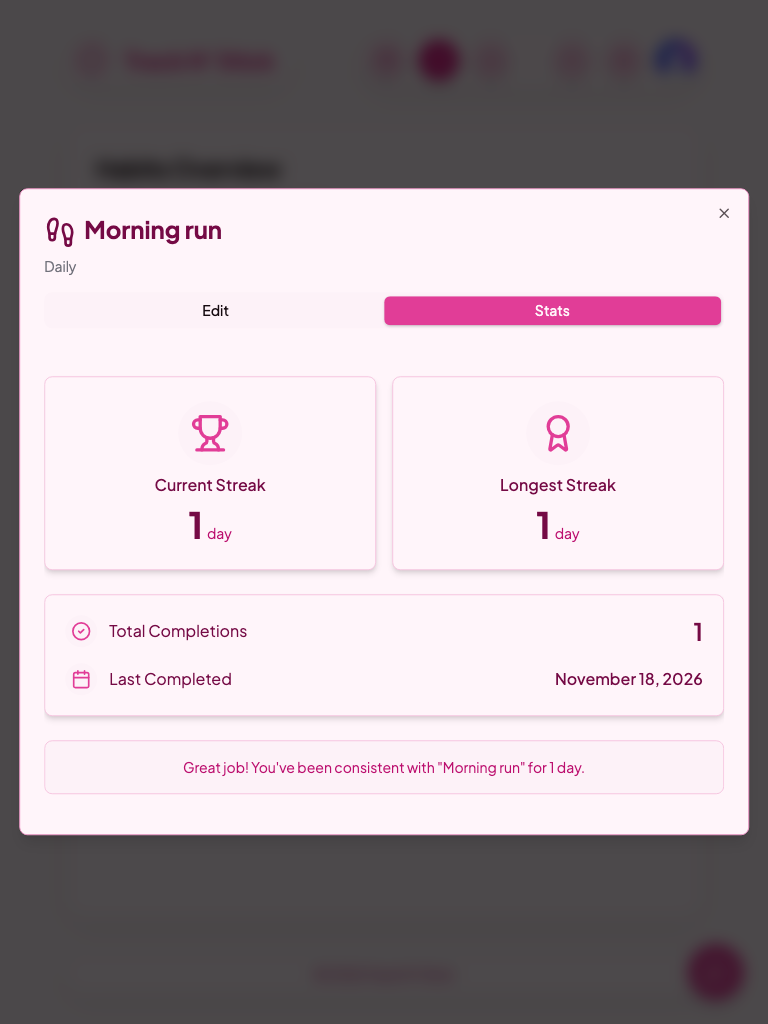 Morning run
Daily
Edit
Stats
Current Streak
1 day
Longest Streak
1 day
Total Completions
1
Last Completed
November 18, 2026
Great job! You've been consistent with "Morning run" for 1 day.